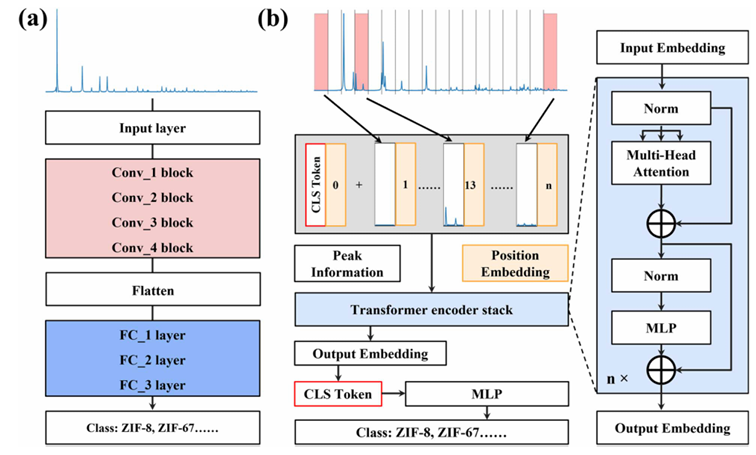 (a)
Input layer
Conv_1 block
Conv_2 block
Conv_3 block
Conv_4 block
Flatten
FC_1 layer
FC_2 layer
FC_3 layer
Class: ZIF-8, ZIF-67……
(b)
CLS Token
0
+
1
……
13
……
n
Peak
Information
Position
Embedding
Transformer encoder stack
Output Embedding
CLS Token
MLP
Class: ZIF-8, ZIF-67……
Input Embedding
Norm
Multi-Head
Attention
Norm
MLP
n ×
Output Embedding